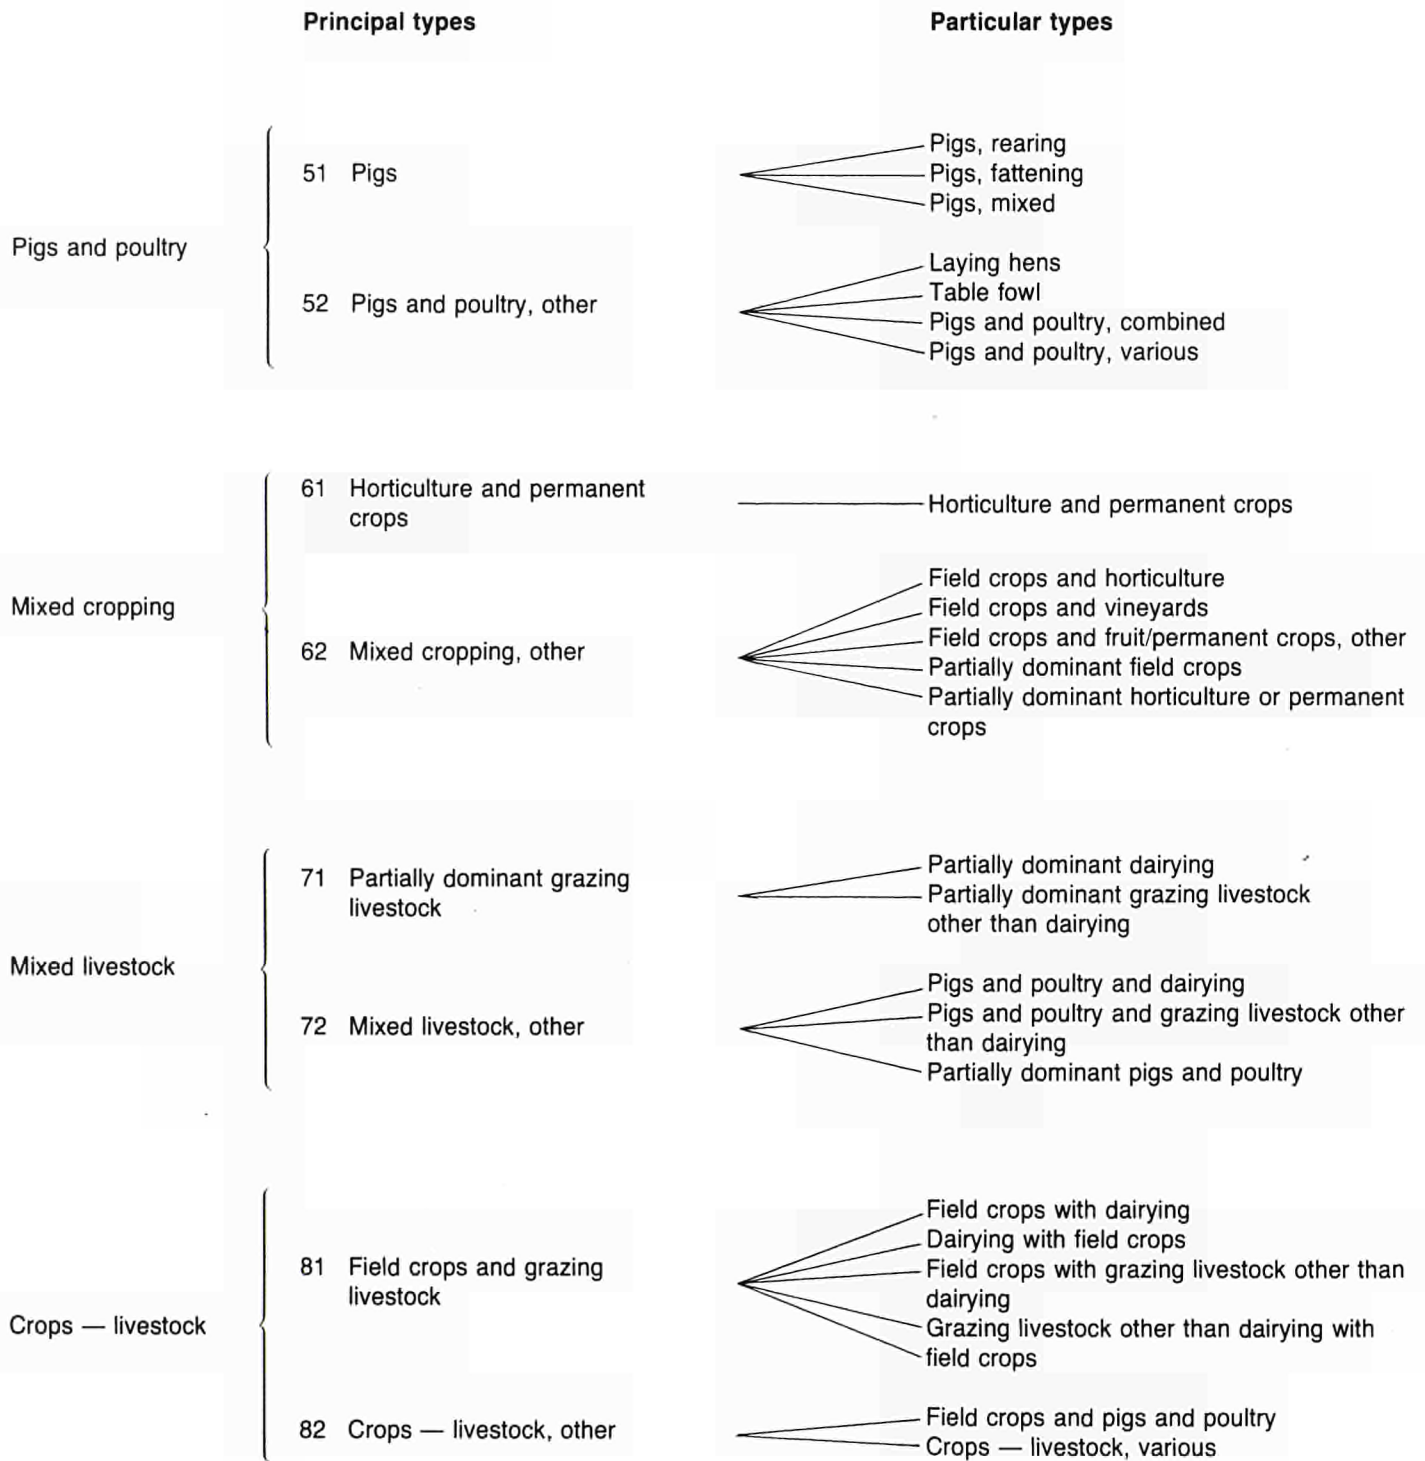 Principal types
Particular types
Pigs and poultry
51 Pigs
Pigs, rearing
Pigs, fattening
Pigs, mixed
52 Pigs and poultry, other
Laying hens
Table fowl
Pigs and poultry, combined
Pigs and poultry, various
Mixed cropping
61 Horticulture and permanent
crops
Horticulture and permanent crops
62 Mixed cropping, other
Field crops and horticulture
Field crops and vineyards
Field crops and fruit/permanent crops, other
Partially dominant field crops
Partially dominant horticulture or permanent
crops
Mixed livestock
71 Partially dominant grazing
livestock
Partially dominant dairying
Partially dominant grazing livestock
other than dairying
72 Mixed livestock, other
Pigs and poultry and dairying
Pigs and poultry and grazing livestock other
than dairying
Partially dominant pigs and poultry
Crops — livestock
81 Field crops and grazing
livestock
Field crops with dairying
Dairying with field crops
Field crops with grazing livestock other than
dairying
Grazing livestock other than dairying with
field crops
82 Crops — livestock, other
Field crops and pigs and poultry
Crops — livestock, various